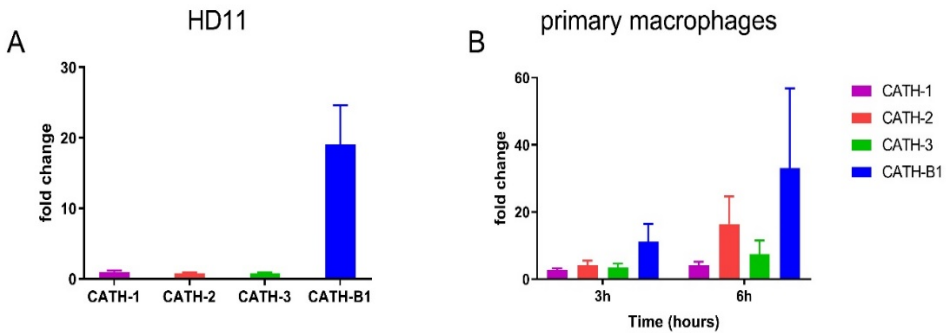 A
HD11
fold change
30
20
10
0
CATH-1 CATH-2 CATH-3 CATH-B1
B
primary macrophages
fold change
60
40
20
0
3h 6h
Time (hours)
CATH-1
CATH-2
CATH-3
CATH-B1